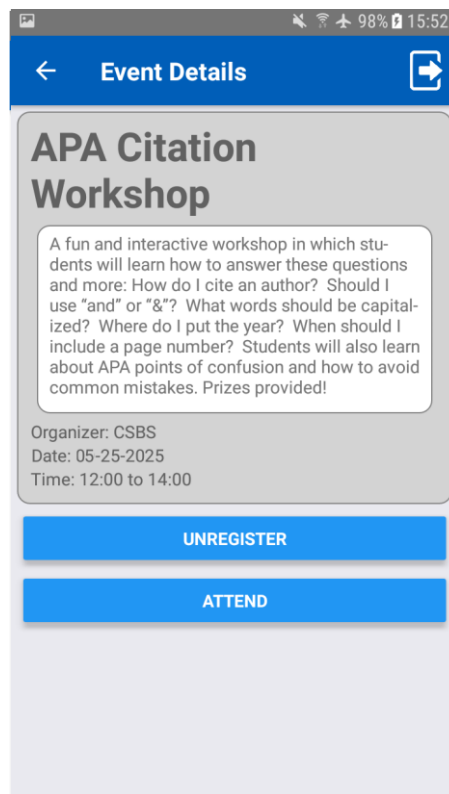 98% 15:52
Event Details
APA Citation
Workshop
A fun and interactive workshop in which stu-
dents will learn how to answer these questions
and more: How do I cite an author?  Should I
use “and” or “&”?  What words should be capital-
ized?  Where do I put the year?  When should I
include a page number?  Students will also learn
about APA points of confusion and how to avoid
common mistakes. Prizes provided!
Organizer: CSBS
Date: 05-25-2025
Time: 12:00 to 14:00
UNREGISTER
ATTEND